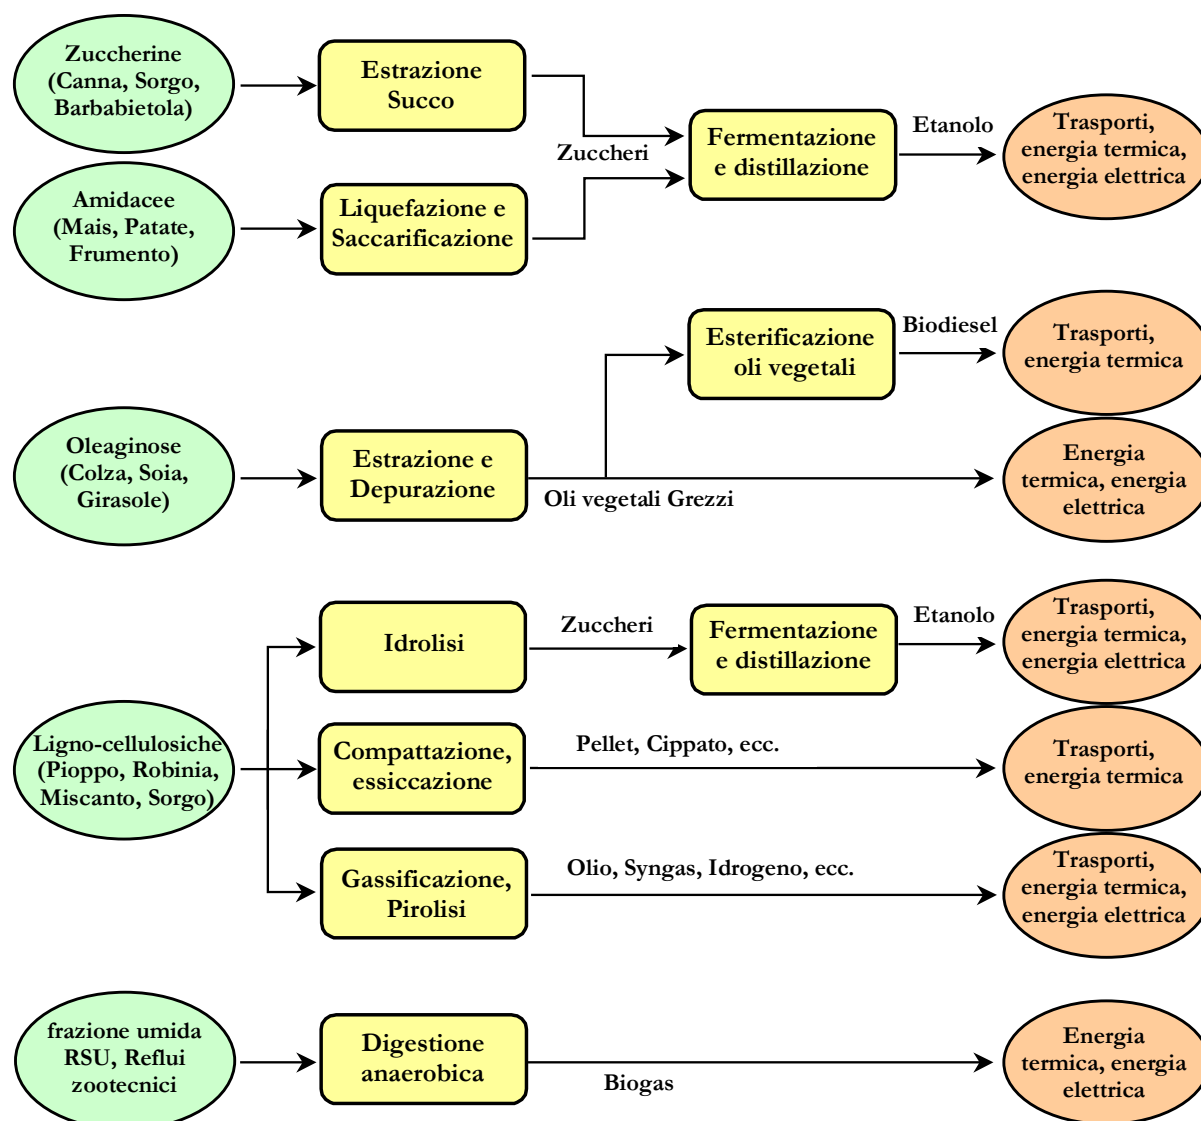 Zuccherine
(Canna, Sorgo,
Barbabietola)
Estrazione
Succo
Zuccheri
Fermentazione
e distillazione
Etanolo
Trasporti,
energia termica,
energia elettrica
Amidacee
(Mais, Patate,
Frumento)
Liquefazione e
Saccarificazione
Esterificazione
oli vegetali
Biodiesel
Trasporti,
energia termica
Oleaginose
(Colza, Soia,
Girasole)
Estrazione e
Depurazione
Oli vegetali Grezzi
Energia
termica, energia
elettrica
Ligno-cellulosiche
(Pioppo, Robinia,
Miscanto, Sorgo)
Idrolisi
Zuccheri
Fermentazione
e distillazione
Etanolo
Trasporti,
energia termica,
energia elettrica
Compattazione,
essiccazione
Pellet, Cippato, ecc.
Trasporti,
energia termica
Gassificazione,
Pirolisi
Olio, Syngas, Idrogeno, ecc.
Trasporti,
energia termica,
energia elettrica
frazione umida
RSU, Reflui
zootecnici
Digestione
anaerobica
Biogas
Energia
termica, energia
elettrica